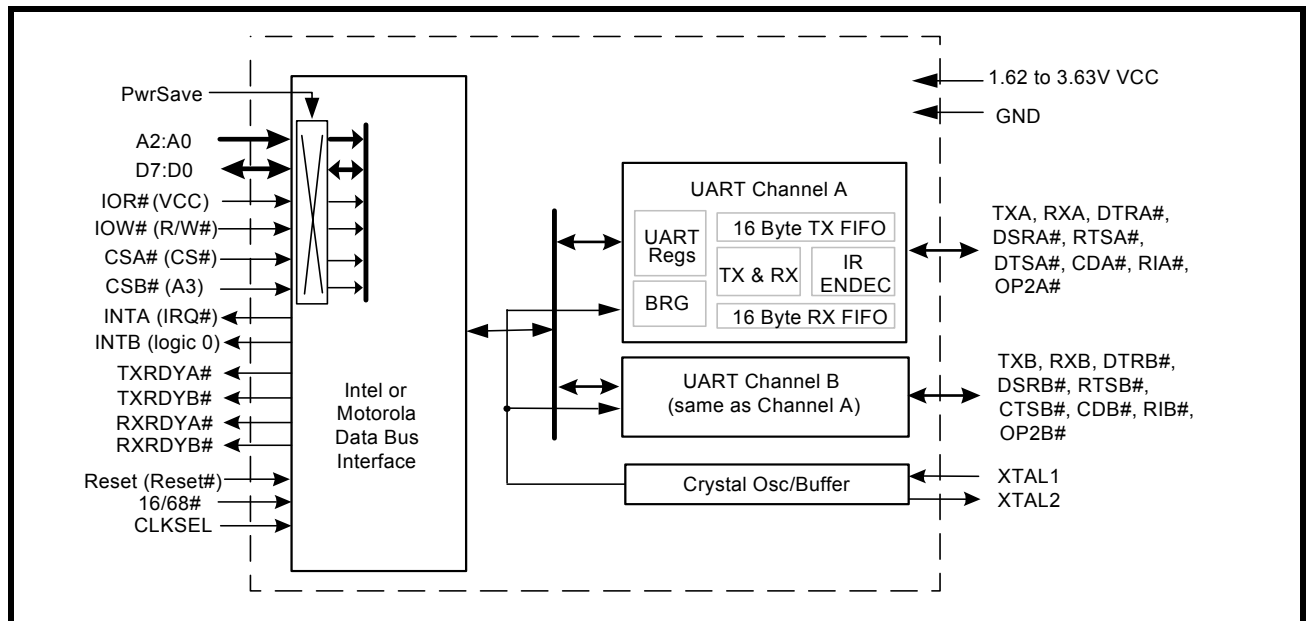 PwrSave
A2:A0
D7:D0
IOR# (VCC)
IOW# (R/W#)
CSA# (CS#)
CSB# (A3)
INTA (IRQ#)
INTB (logic 0)
TXRDYA#
TXRDYB#
RXRDYA#
RXRDYB#
Reset (Reset#)
16/68#
CLKSEL
Intel or
Motorola
Data Bus
Interface
UART Channel A
UART
Regs
BRG
16 Byte TX FIFO
TX & RX
IR
ENDEC
16 Byte RX FIFO
UART Channel B
(same as Channel A)
Crystal Osc/Buffer
1.62 to 3.63V VCC
GND
TXA, RXA, DTRA#,
DSRA#, RTSA#,
DTSA#, CDA#, RIA#,
OP2A#
TXB, RXB, DTRB#,
DSRB#, RTSB#,
CTSB#, CDB#, RIB#,
OP2B#
XTAL1
XTAL2